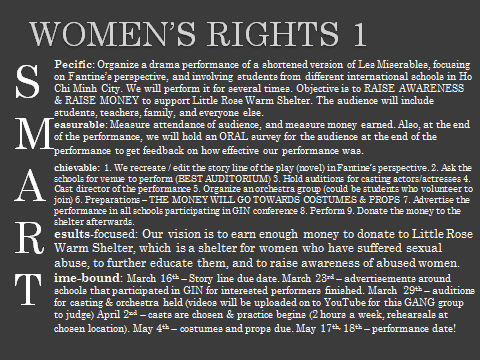 WOMEN'S RIGHTS 1
S Pecific: Organize a drama performance of a shortened version of Les Miserables, focusing
on Fantine's perspective, and involving students from different international schools in Ho
Chi Minh City. We will perform it for several times. Objective is to RAISE AWARENESS
& RAISE MONEY to support Little Rose Warm Shelter. The audience will include
students, teachers, family, and everyone else.
M easurable: Measure attendance of audience, and measure money earned. Also, at the end
of the performance, we will hold an ORAL survey for the audience at the end of the
performance to get feedback on how effective our performance was.
A chievable: 1. We recreate / edit the story line of the play (novel) in Fantine's perspective. 2. Ask the
schools for venue to perform (BEST AUDITORIUM) 3. Hold auditions for casting actors/actresses 4.
Cast director of the performance 5. Organize an orchestra group (could be students who volunteer to
join) 6. Preparations – THE MONEY WILL GO TOWARDS COSTUMES & PROPS 7. Advertise the
performance in all schools participating in GIN conference 8. Perform 9. Donate the money to the
shelter afterwards.
R esults-focused: Our vision is to earn enough money to donate to Little Rose
Warm Shelter, which is a shelter for women who have suffered sexual
abuse, to further educate them, and to raise awareness of abused women.
T ime-bound: March 16th – Story line due date. March 23rd – advertisements around
schools that participated in GIN for interested performers finished. March 29th – auditions
for casting & orchestra held (videos will be uploaded on to YouTube for this GANG group
to judge) April 2nd – casts are chosen & practice begins (2 hours a week, rehearsals at
chosen location). May 4th – costumes and props due. May 17th, 18th – performance date!